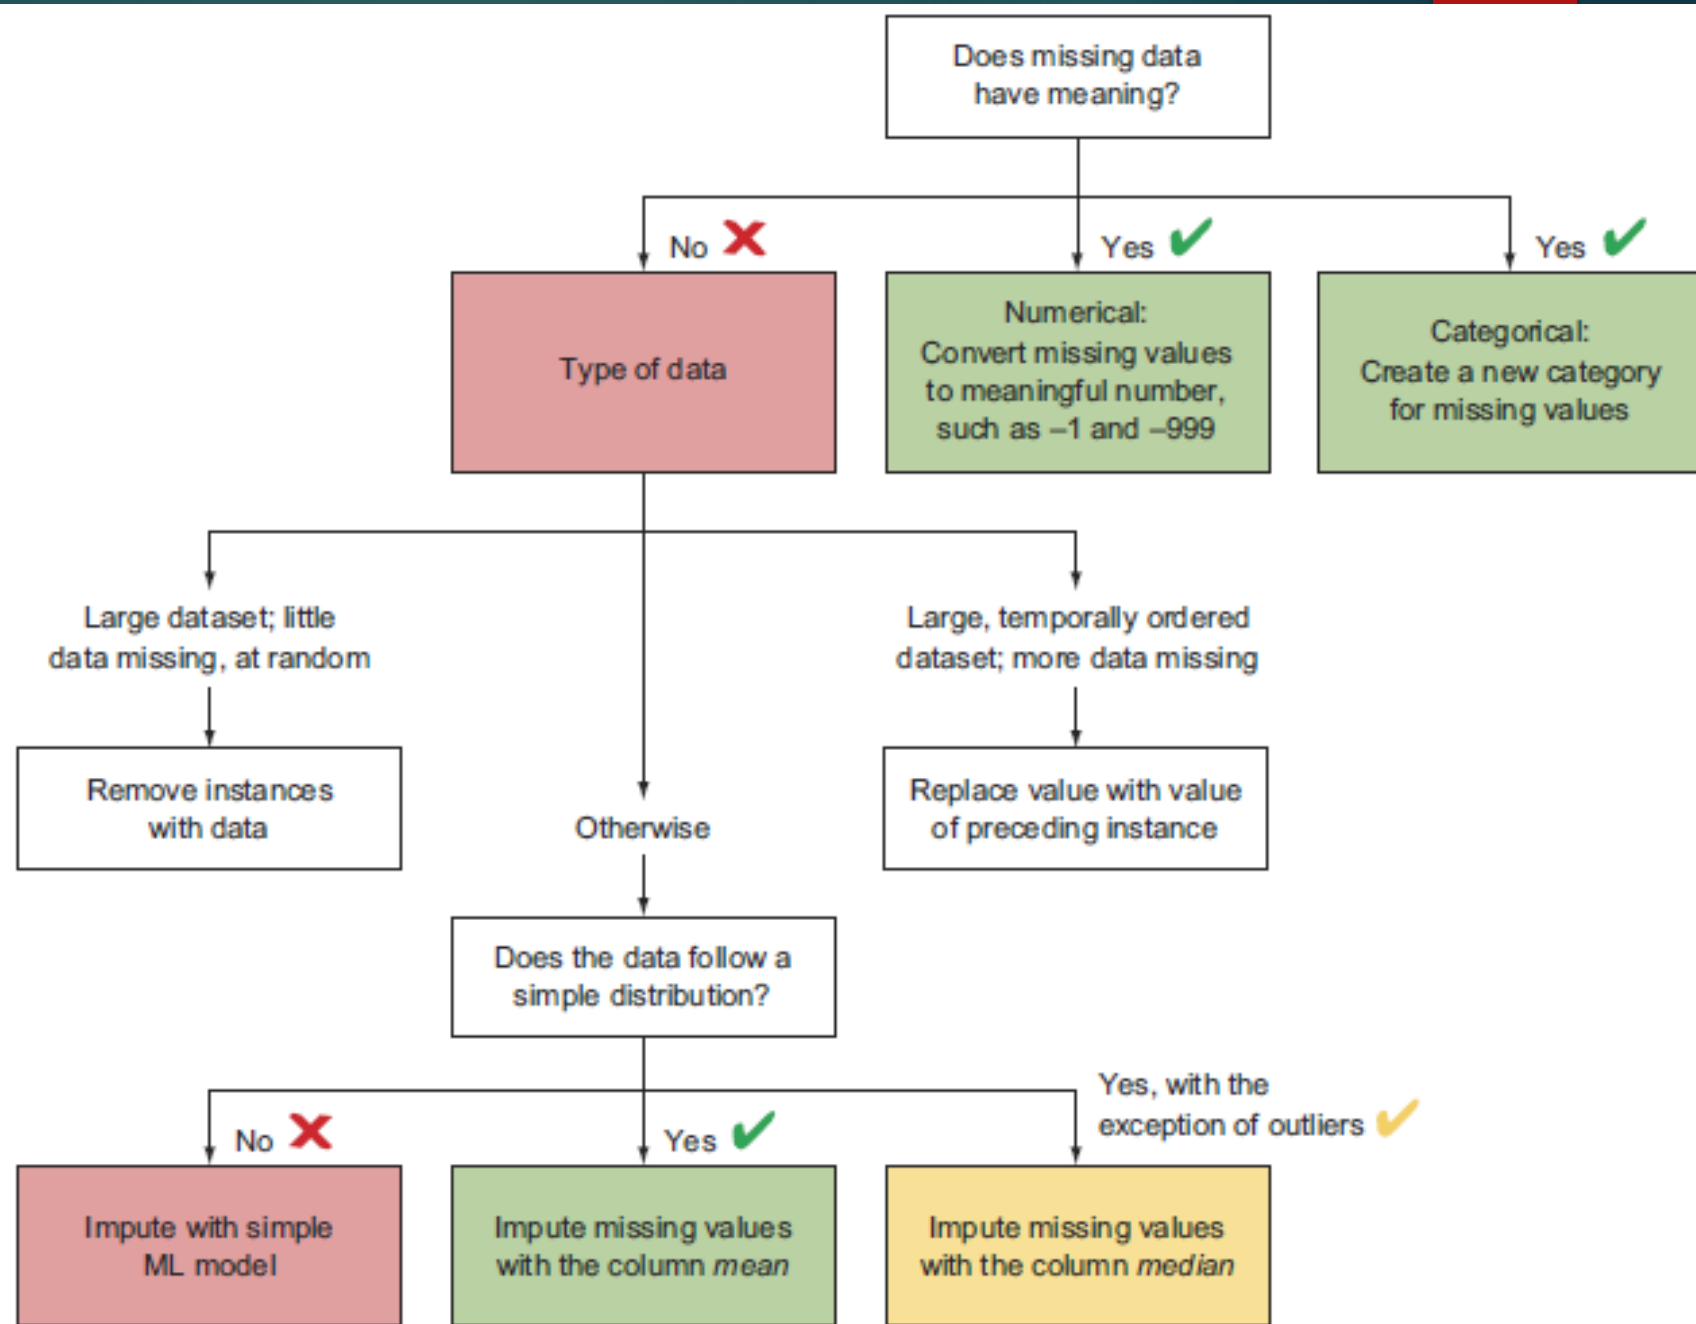 Does missing data
have meaning?
No
Yes
Yes
Type of data
Numerical:
Convert missing values
to meaningful number,
such as –1 and –999
Categorical:
Create a new category
for missing values
Large dataset; little
data missing, at random
Large, temporally ordered
dataset; more data missing
Remove instances
with data
Otherwise
Replace value with value
of preceding instance
Does the data follow a
simple distribution?
No
Yes
Yes, with the
exception of outliers
Impute with simple
ML model
Impute missing values
with the column mean
Impute missing values
with the column median